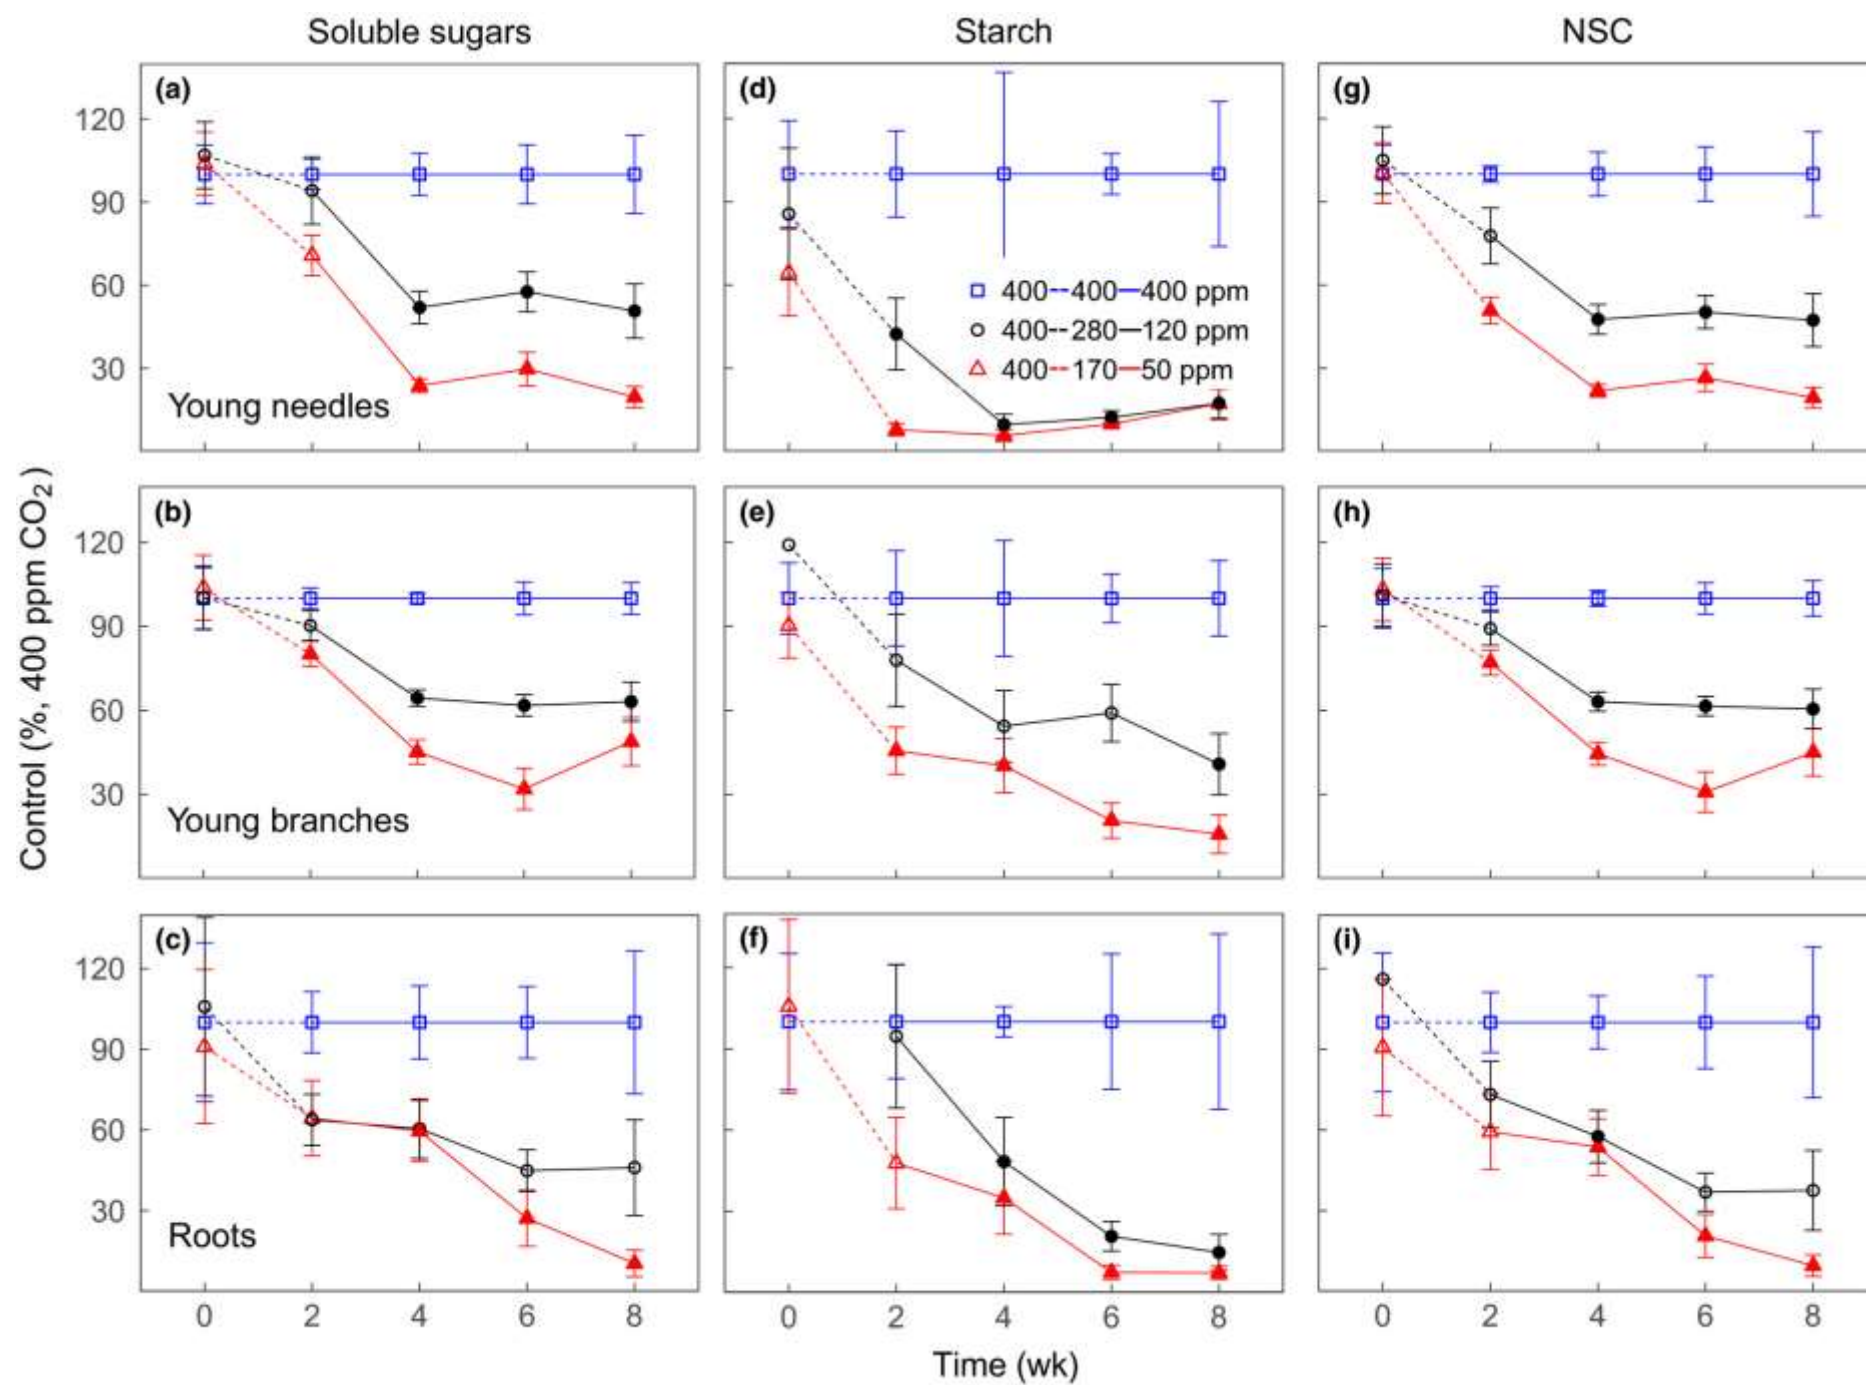 Soluble sugars
Starch
NSC
(a)
(d)
(g)
120
90
60
30
Young needles
400--400—400 ppm
400--280—120 ppm
400--170—50 ppm
(b)
(e)
(h)
120
90
60
30
Young branches
Control (%, 400 ppm CO₂)
(c)
(f)
(i)
120
90
60
30
Roots
0 2 4 6 8
0 2 4 6 8
0 2 4 6 8
Time (wk)